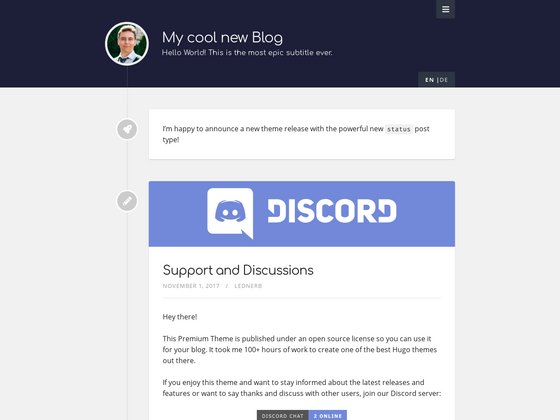 My cool new Blog
Hello World! This is the most epic subtitle ever.
EN | DE
I'm happy to announce a new theme release with the powerful new status post
type!
DISCORD
Support and Discussions
NOVEMBER 1, 2017 / LEDNERB
Hey there!
This Premium Theme is published under an open source license so you can use it
for your blog. It took me 100+ hours of work to create one of the best Hugo themes
out there.
If you enjoy this theme and want to stay informed about the latest releases and
features or want to say thanks and discuss with other users, join our Discord server:
DISCORD CHAT 2 ONLINE